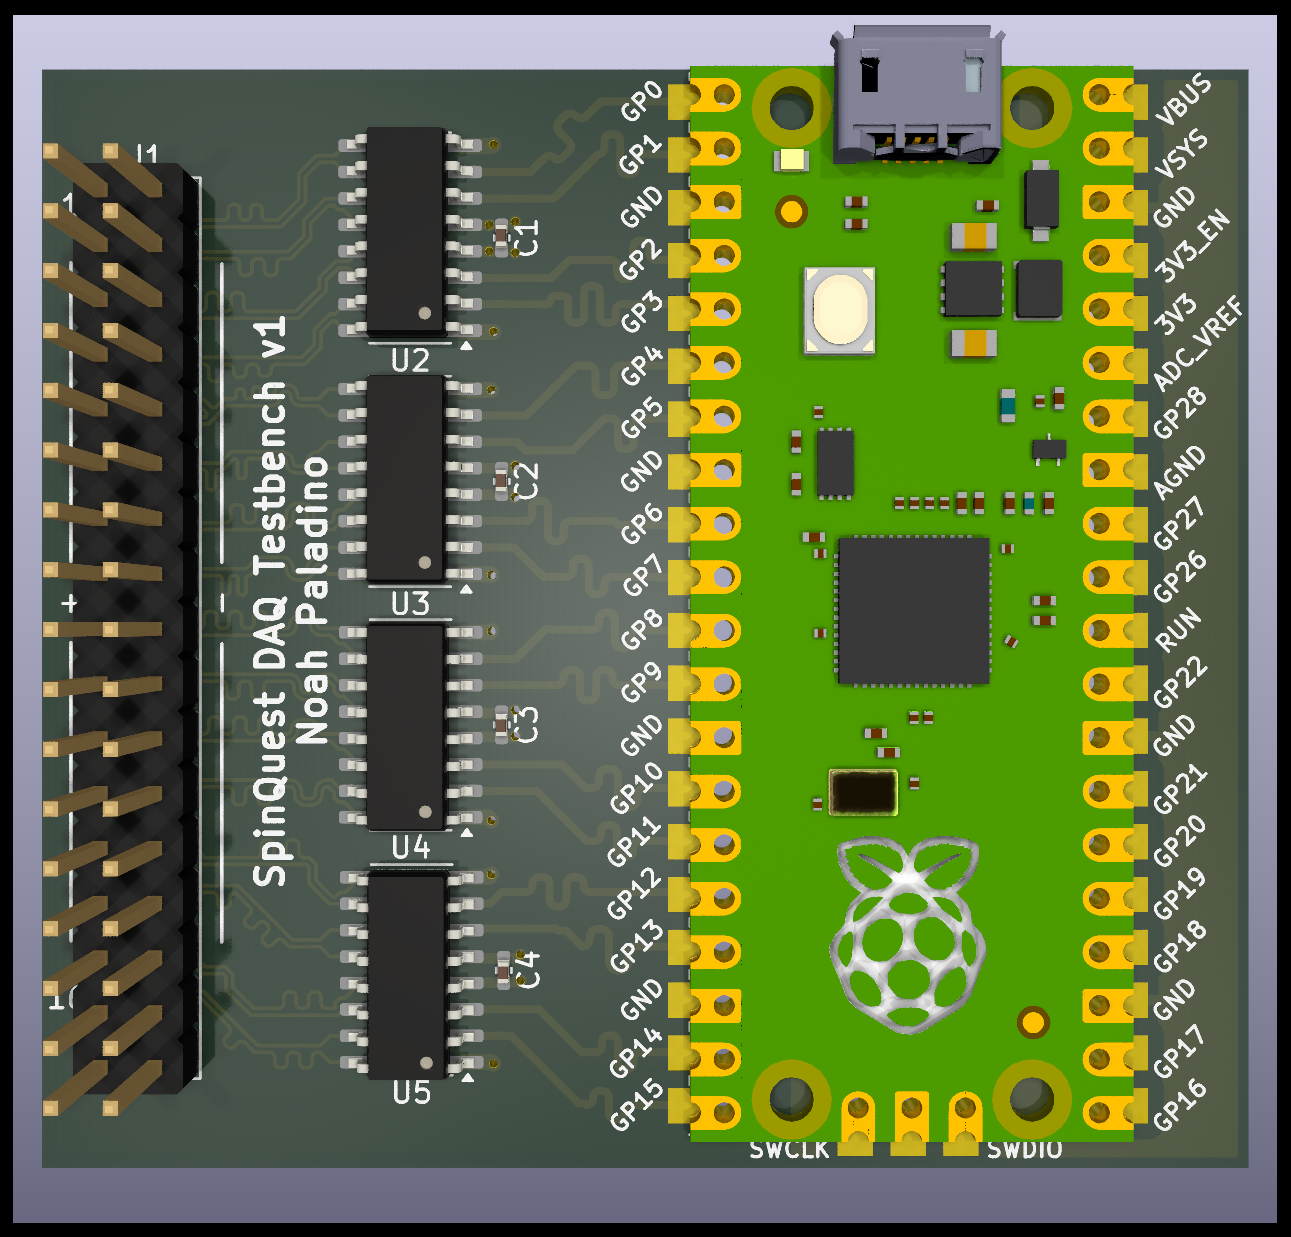 J1
1
+
-
SpinQuest DAQ Testbench v1
Noah Paladino
U2
U3
U4
U5
C1
C2
C3
C4
GP0
GP1
GND
GP2
GP3
GP4
GP5
GND
GP6
GP7
GP8
GP9
GND
GP10
GP11
GP12
GP13
GND
GP14
GP15
VBUS
VSYS
GND
3V3_EN
3V3
ADC_VREF
GP28
AGND
GP27
GP26
RUN
GP22
GND
GP21
GP20
GP19
GP18
GND
GP17
GP16
SWCLK
SWDIO